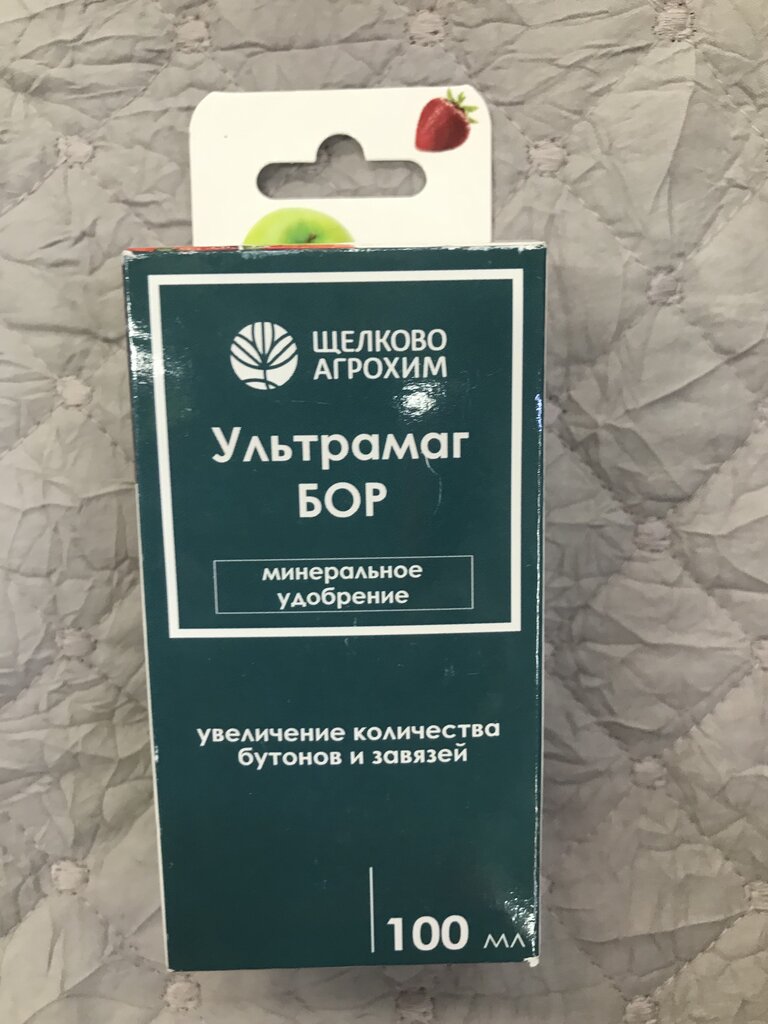 ЩЕЛКОВО
АГРОХИМ
Ультрамаг
БОР
минеральное
удобрение
увеличение количества
бутонов и завязей
100 мл